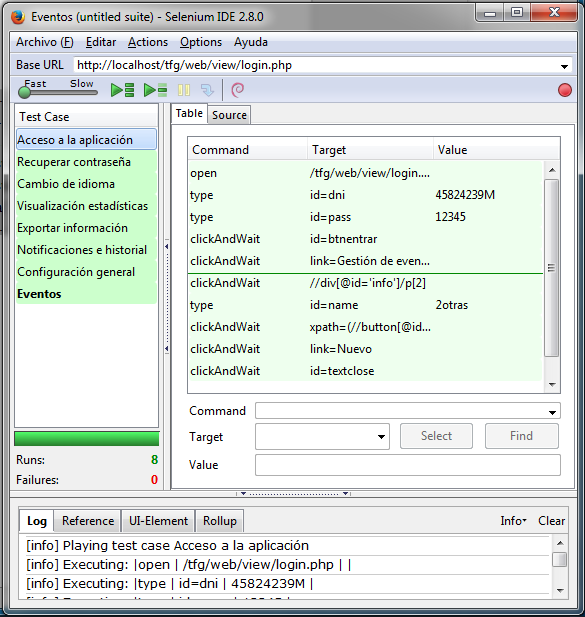 Eventos (untitled suite) - Selenium IDE 2.8.0
Archivo (F) Editar Actions Options Ayuda
Base URL http://localhost/tfg/web/view/login.php
Fast Slow
Test Case
Acceso a la aplicación
Recuperar contraseña
Cambio de idioma
Visualización estadísticas
Exportar información
Notificaciones e historial
Configuración general
Eventos
Runs: 8
Failures: 0
Table Source
Command Target Value
open /tfg/web/view/login....
type id=dni 45824239M
type id=pass 12345
clickAndWait id=btnentrar
clickAndWait link=Gestión de even...
clickAndWait //div[@id='info']/p[2]
type id=name 2otras
clickAndWait xpath=(//button[@id...
clickAndWait link=Nuevo
clickAndWait id=textclose
Command
Target Select Find
Value
Log Reference UI-Element Rollup Info Clear
[info] Playing test case Acceso a la aplicación
[info] Executing: |open | /tfg/web/view/login.php | |
[info] Executing: |type | id=dni | 45824239M |